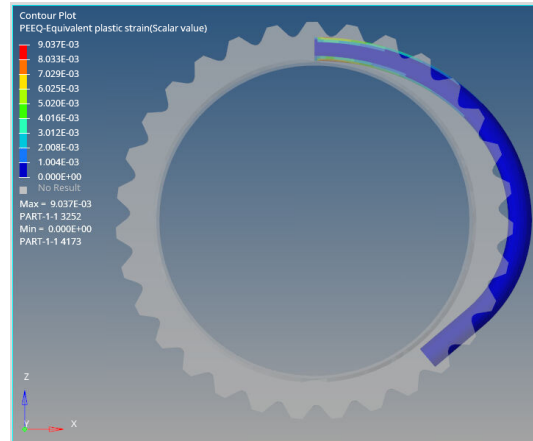 Contour Plot
PEEQ-Equivalent plastic strain(Scalar value)
9.037E-03
8.033E-03
7.029E-03
6.025E-03
5.020E-03
4.016E-03
3.012E-03
2.008E-03
1.004E-03
0.000E+00
No Result
Max = 9.037E-03
PART-1-1 3252
Min = 0.000E+00
PART-1-1 4173
Z
Y
X